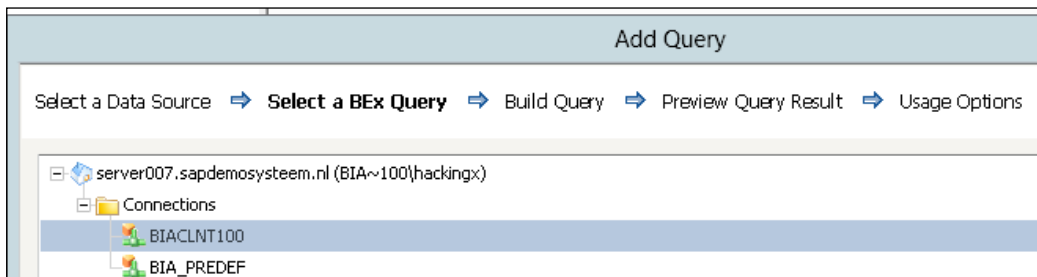 Add Query
Select a Data Source ⇒ Select a BEx Query ⇒ Build Query ⇒ Preview Query Result ⇒ Usage Options
server007.sapdemosysteem.nl (BIA~100\hackingx)
Connections
BIACLNT100
BIA_PREDEF